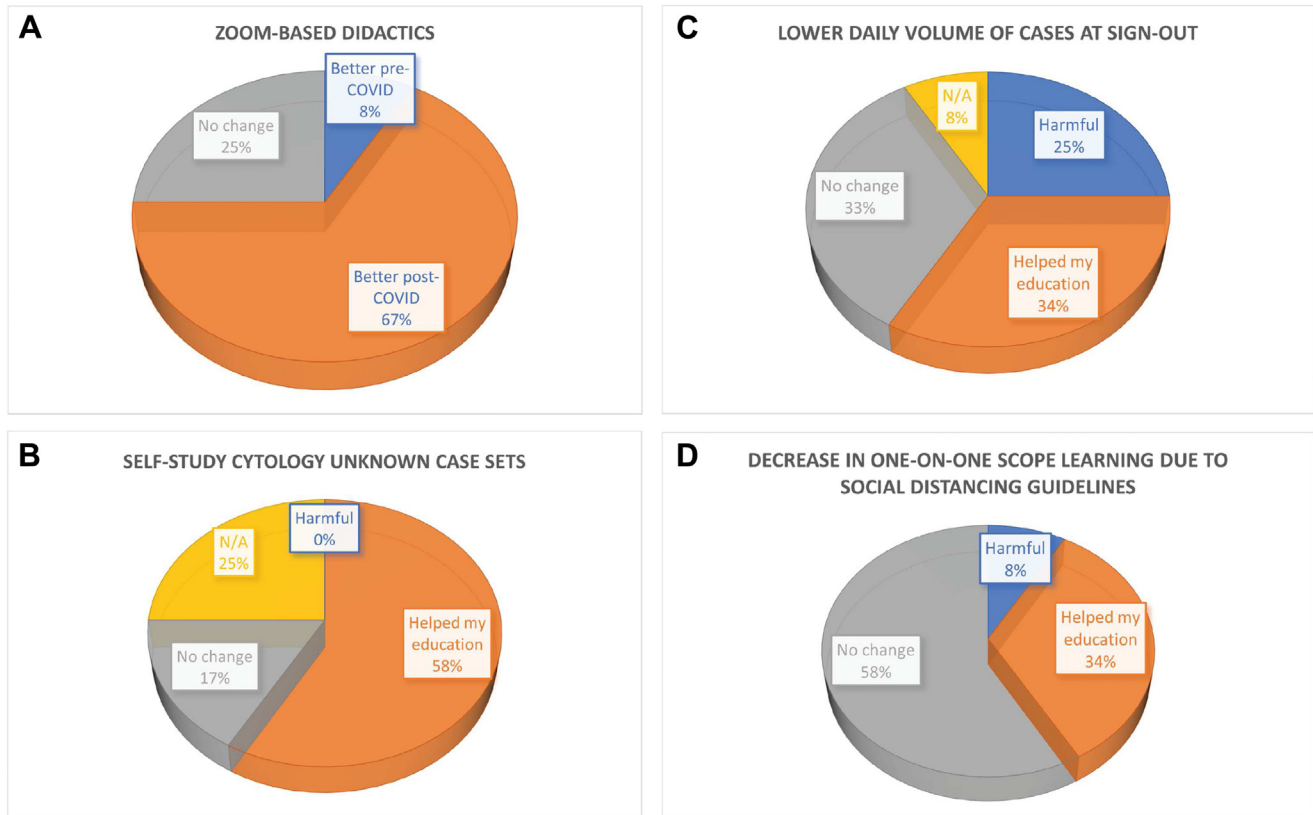 A
ZOOM-BASED DIDACTICS
Better pre-
COVID
8%
No change
25%
Better post-
COVID
67%
B
SELF-STUDY CYTOLOGY UNKNOWN CASE SETS
Harmful
0%
N/A
25%
Helped my
education
58%
No change
17%
C
LOWER DAILY VOLUME OF CASES AT SIGN-OUT
N/A
8%
Harmful
25%
No change
33%
Helped my
education
34%
D
DECREASE IN ONE-ON-ONE SCOPE LEARNING DUE TO
SOCIAL DISTANCING GUIDELINES
Harmful
8%
Helped my
education
34%
No change
58%